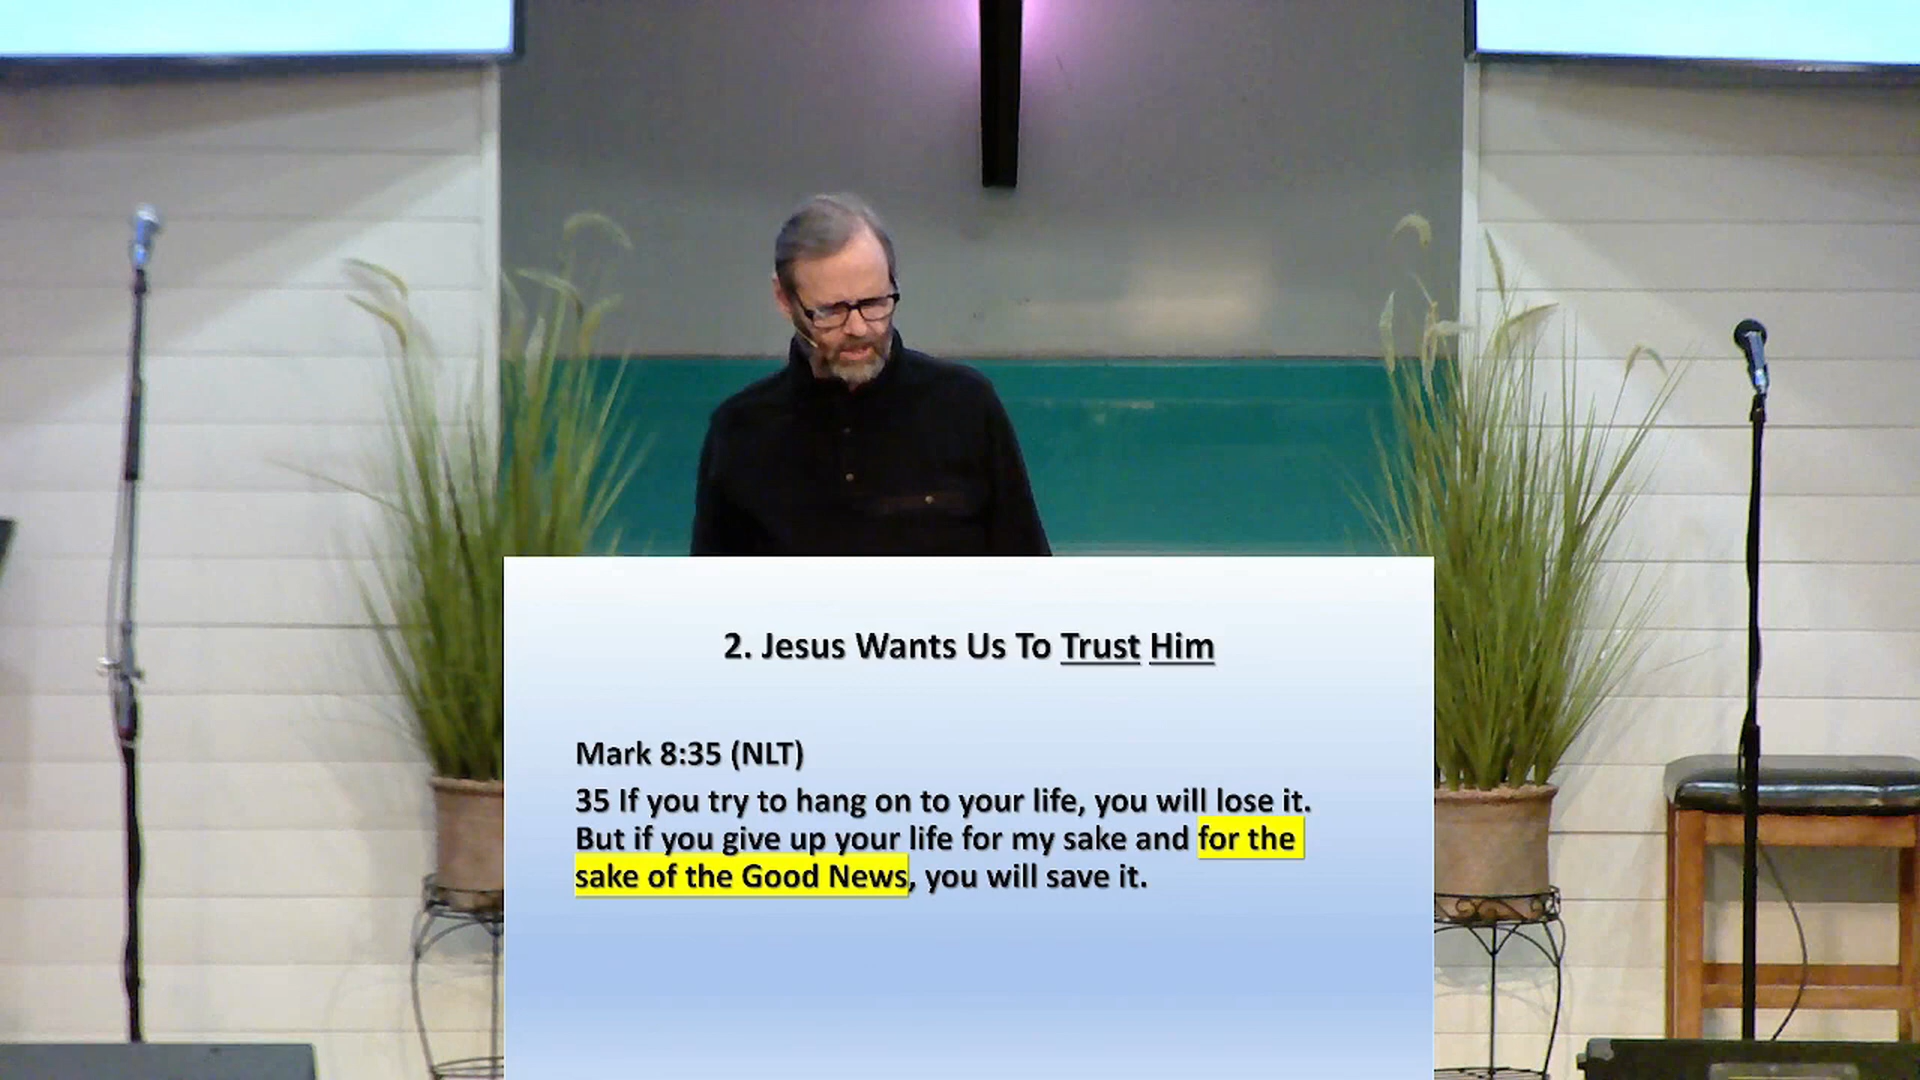 2. Jesus Wants Us To Trust Him
Mark 8:35 (NLT)
35 If you try to hang on to your life, you will lose it.
But if you give up your life for my sake and for the
sake of the Good News, you will save it.